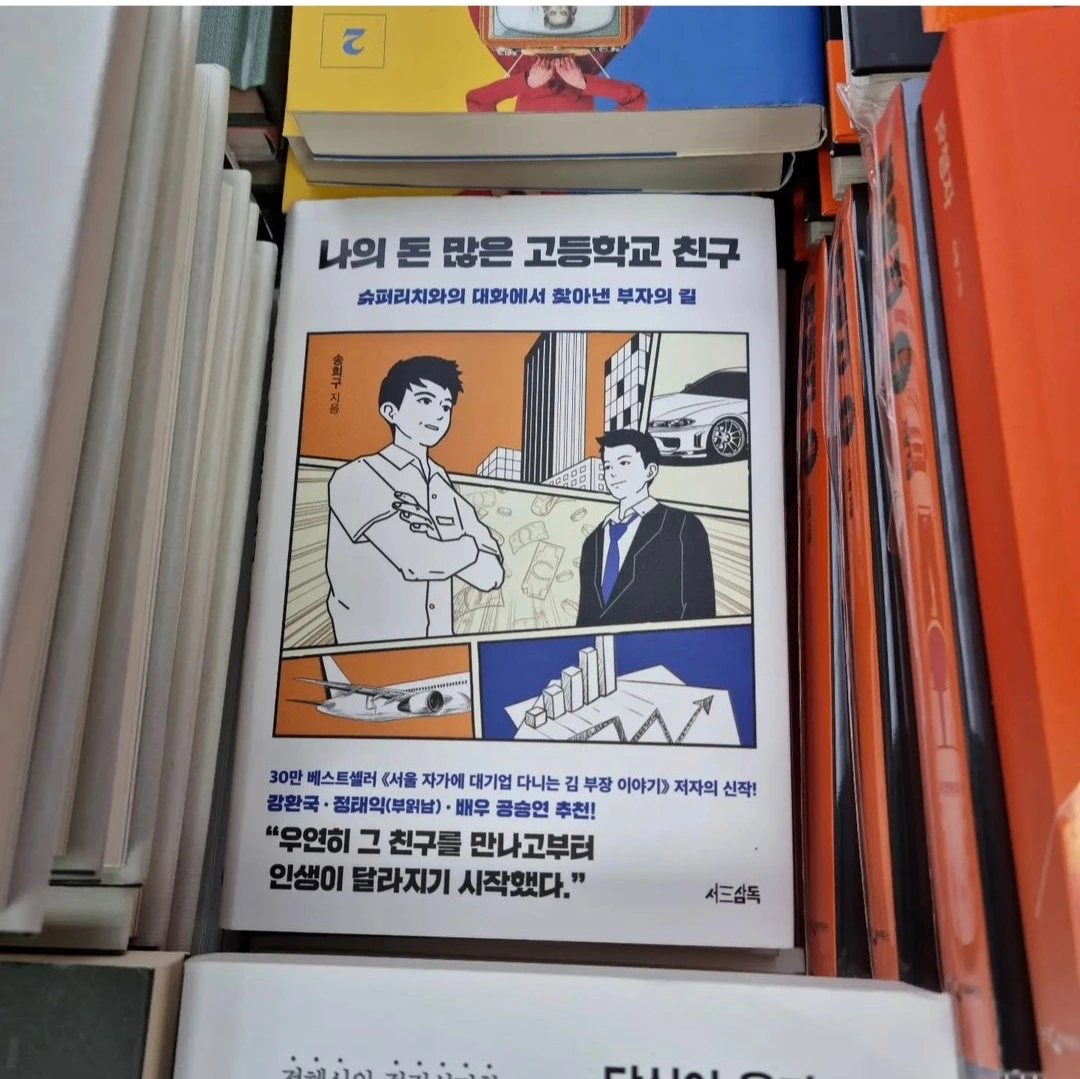 2
나의 돈 많은 고등학교 친구
슈퍼리치와의 대화에서 찾아낸 부자의 길
송희구 지음
30만 베스트셀러 《서울 자가에 대기업 다니는 김 부장 이야기》 저자의 신작!
강환국·정태익(부읽남)·배우 공승연 추천!
“우연히 그 친구를 만나고부터
인생이 달라지기 시작했다.”
서삼독